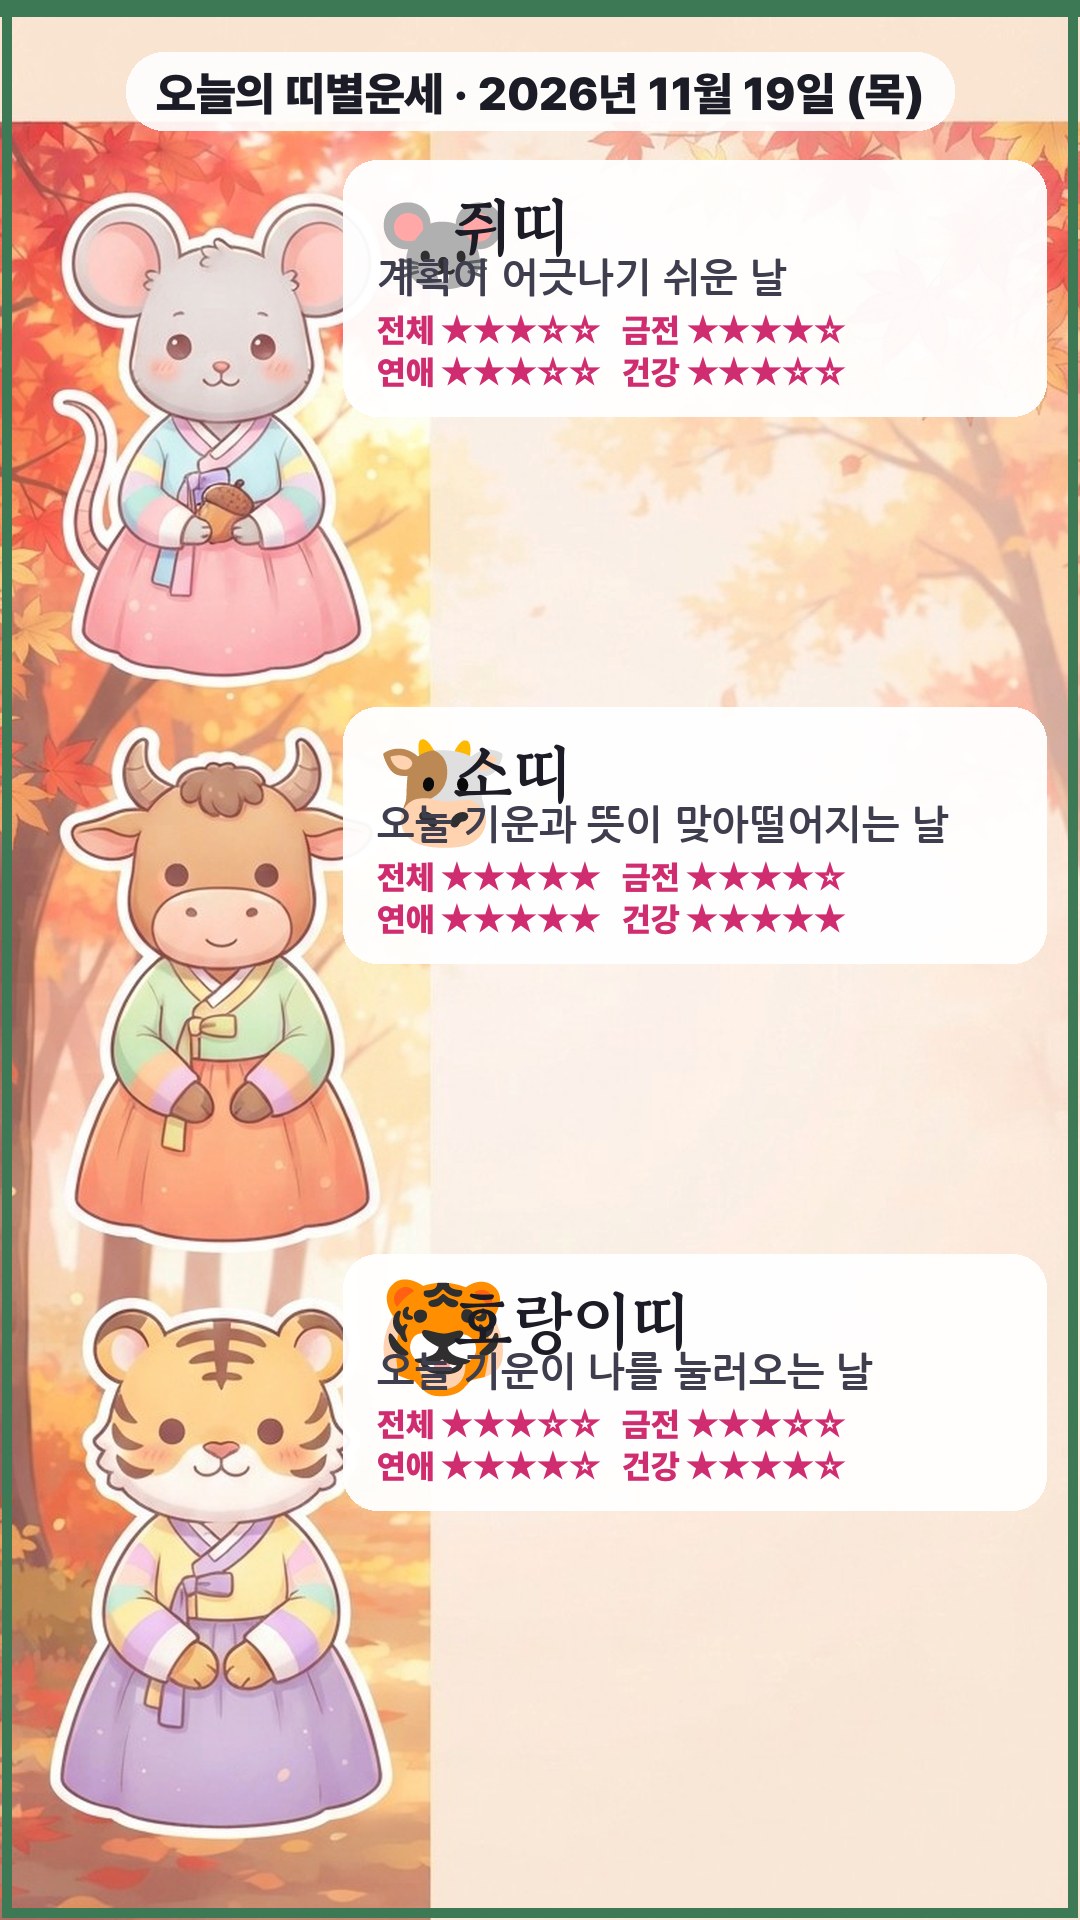 오늘의 띠별운세 · 2026년 11월 19일 (목)
쥐띠
계획이 어긋나기 쉬운 날
전체 ★★★☆☆ 금전 ★★★★☆
연애 ★★★☆☆ 건강 ★★★☆☆
소띠
오늘 기운과 뜻이 맞아떨어지는 날
전체 ★★★★★ 금전 ★★★★☆
연애 ★★★★★ 건강 ★★★★★
호랑이띠
오늘 기운이 나를 눌러오는 날
전체 ★★★☆☆ 금전 ★★★☆☆
연애 ★★★★☆ 건강 ★★★★☆